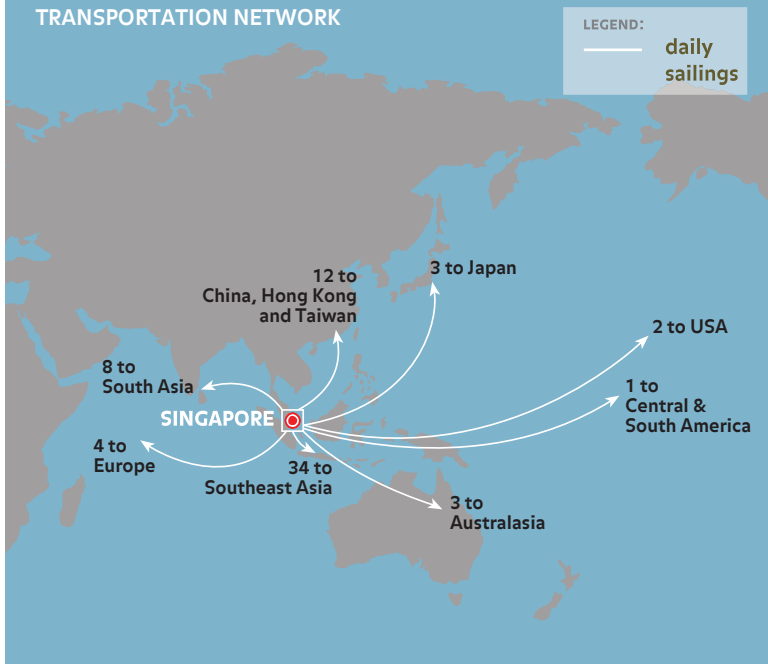 TRANSPORTATION NETWORK
LEGEND:
daily
sailings
12 to
China, Hong Kong
and Taiwan
3 to Japan
2 to USA
8 to
South Asia
1 to
Central &
South America
SINGAPORE
4 to
Europe
34 to
Southeast Asia
3 to
Australasia